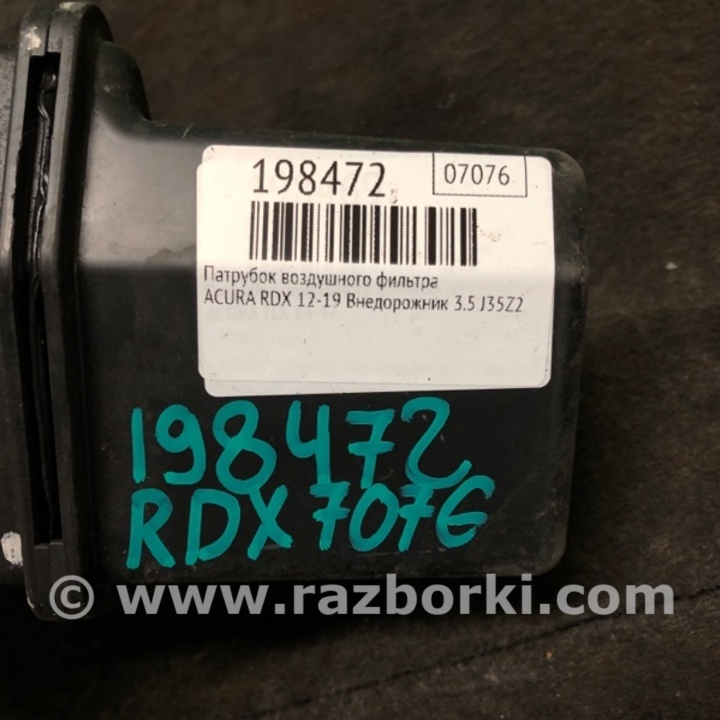 198472
07076
Патрубок воздушного фильтра
ACURA RDX 12-19 Внедорожник 3.5 J35Z2
198472
RDX 7076
© www.razborki.com